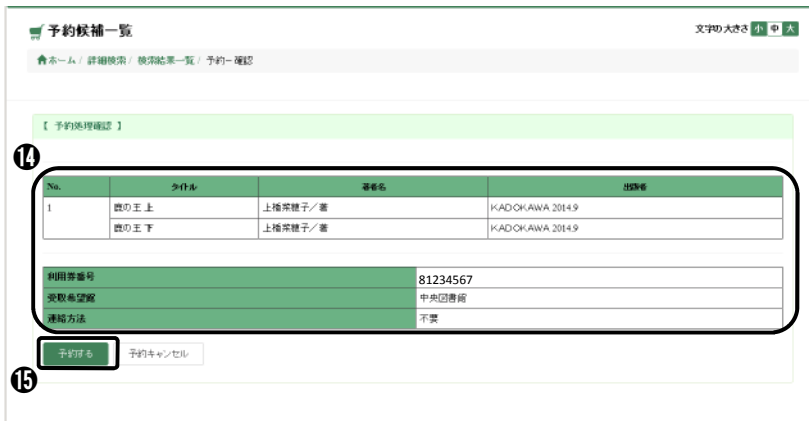 予約候補一覧
文字の大きさ 小 中 大
ホーム / 詳細検索 / 検索結果一覧 / 予約－確認
【 予約処理確認 】
⑭
No. タイトル 著者名 出版者
1 鹿の王 上 上橋菜穂子／著 KADOKAWA 2014.9
鹿の王 下 上橋菜穂子／著 KADOKAWA 2014.9
利用券番号 81234567
受取希望館 中央図書館
連絡方法 不要
予約する 予約キャンセル
⑮